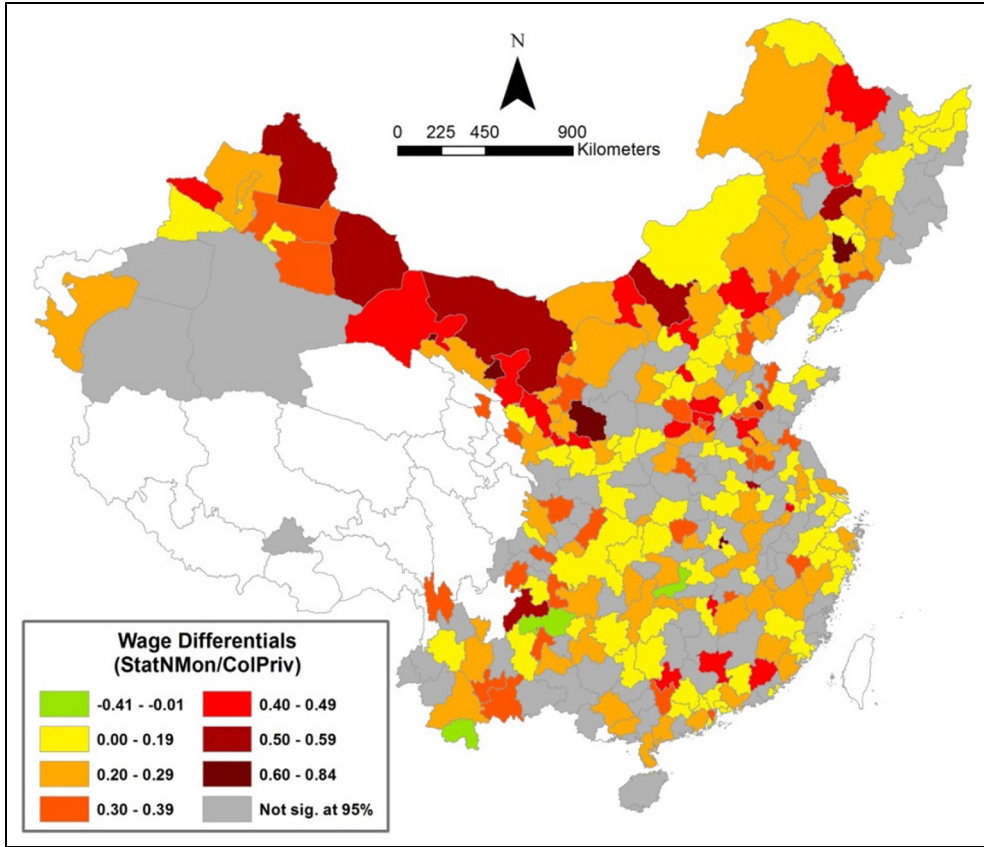 N
0 225 450 900
Kilometers
Wage Differentials
(StatNMon/ColPriv)
-0.41 - -0.01
0.00 - 0.19
0.20 - 0.29
0.30 - 0.39
0.40 - 0.49
0.50 - 0.59
0.60 - 0.84
Not sig. at 95%